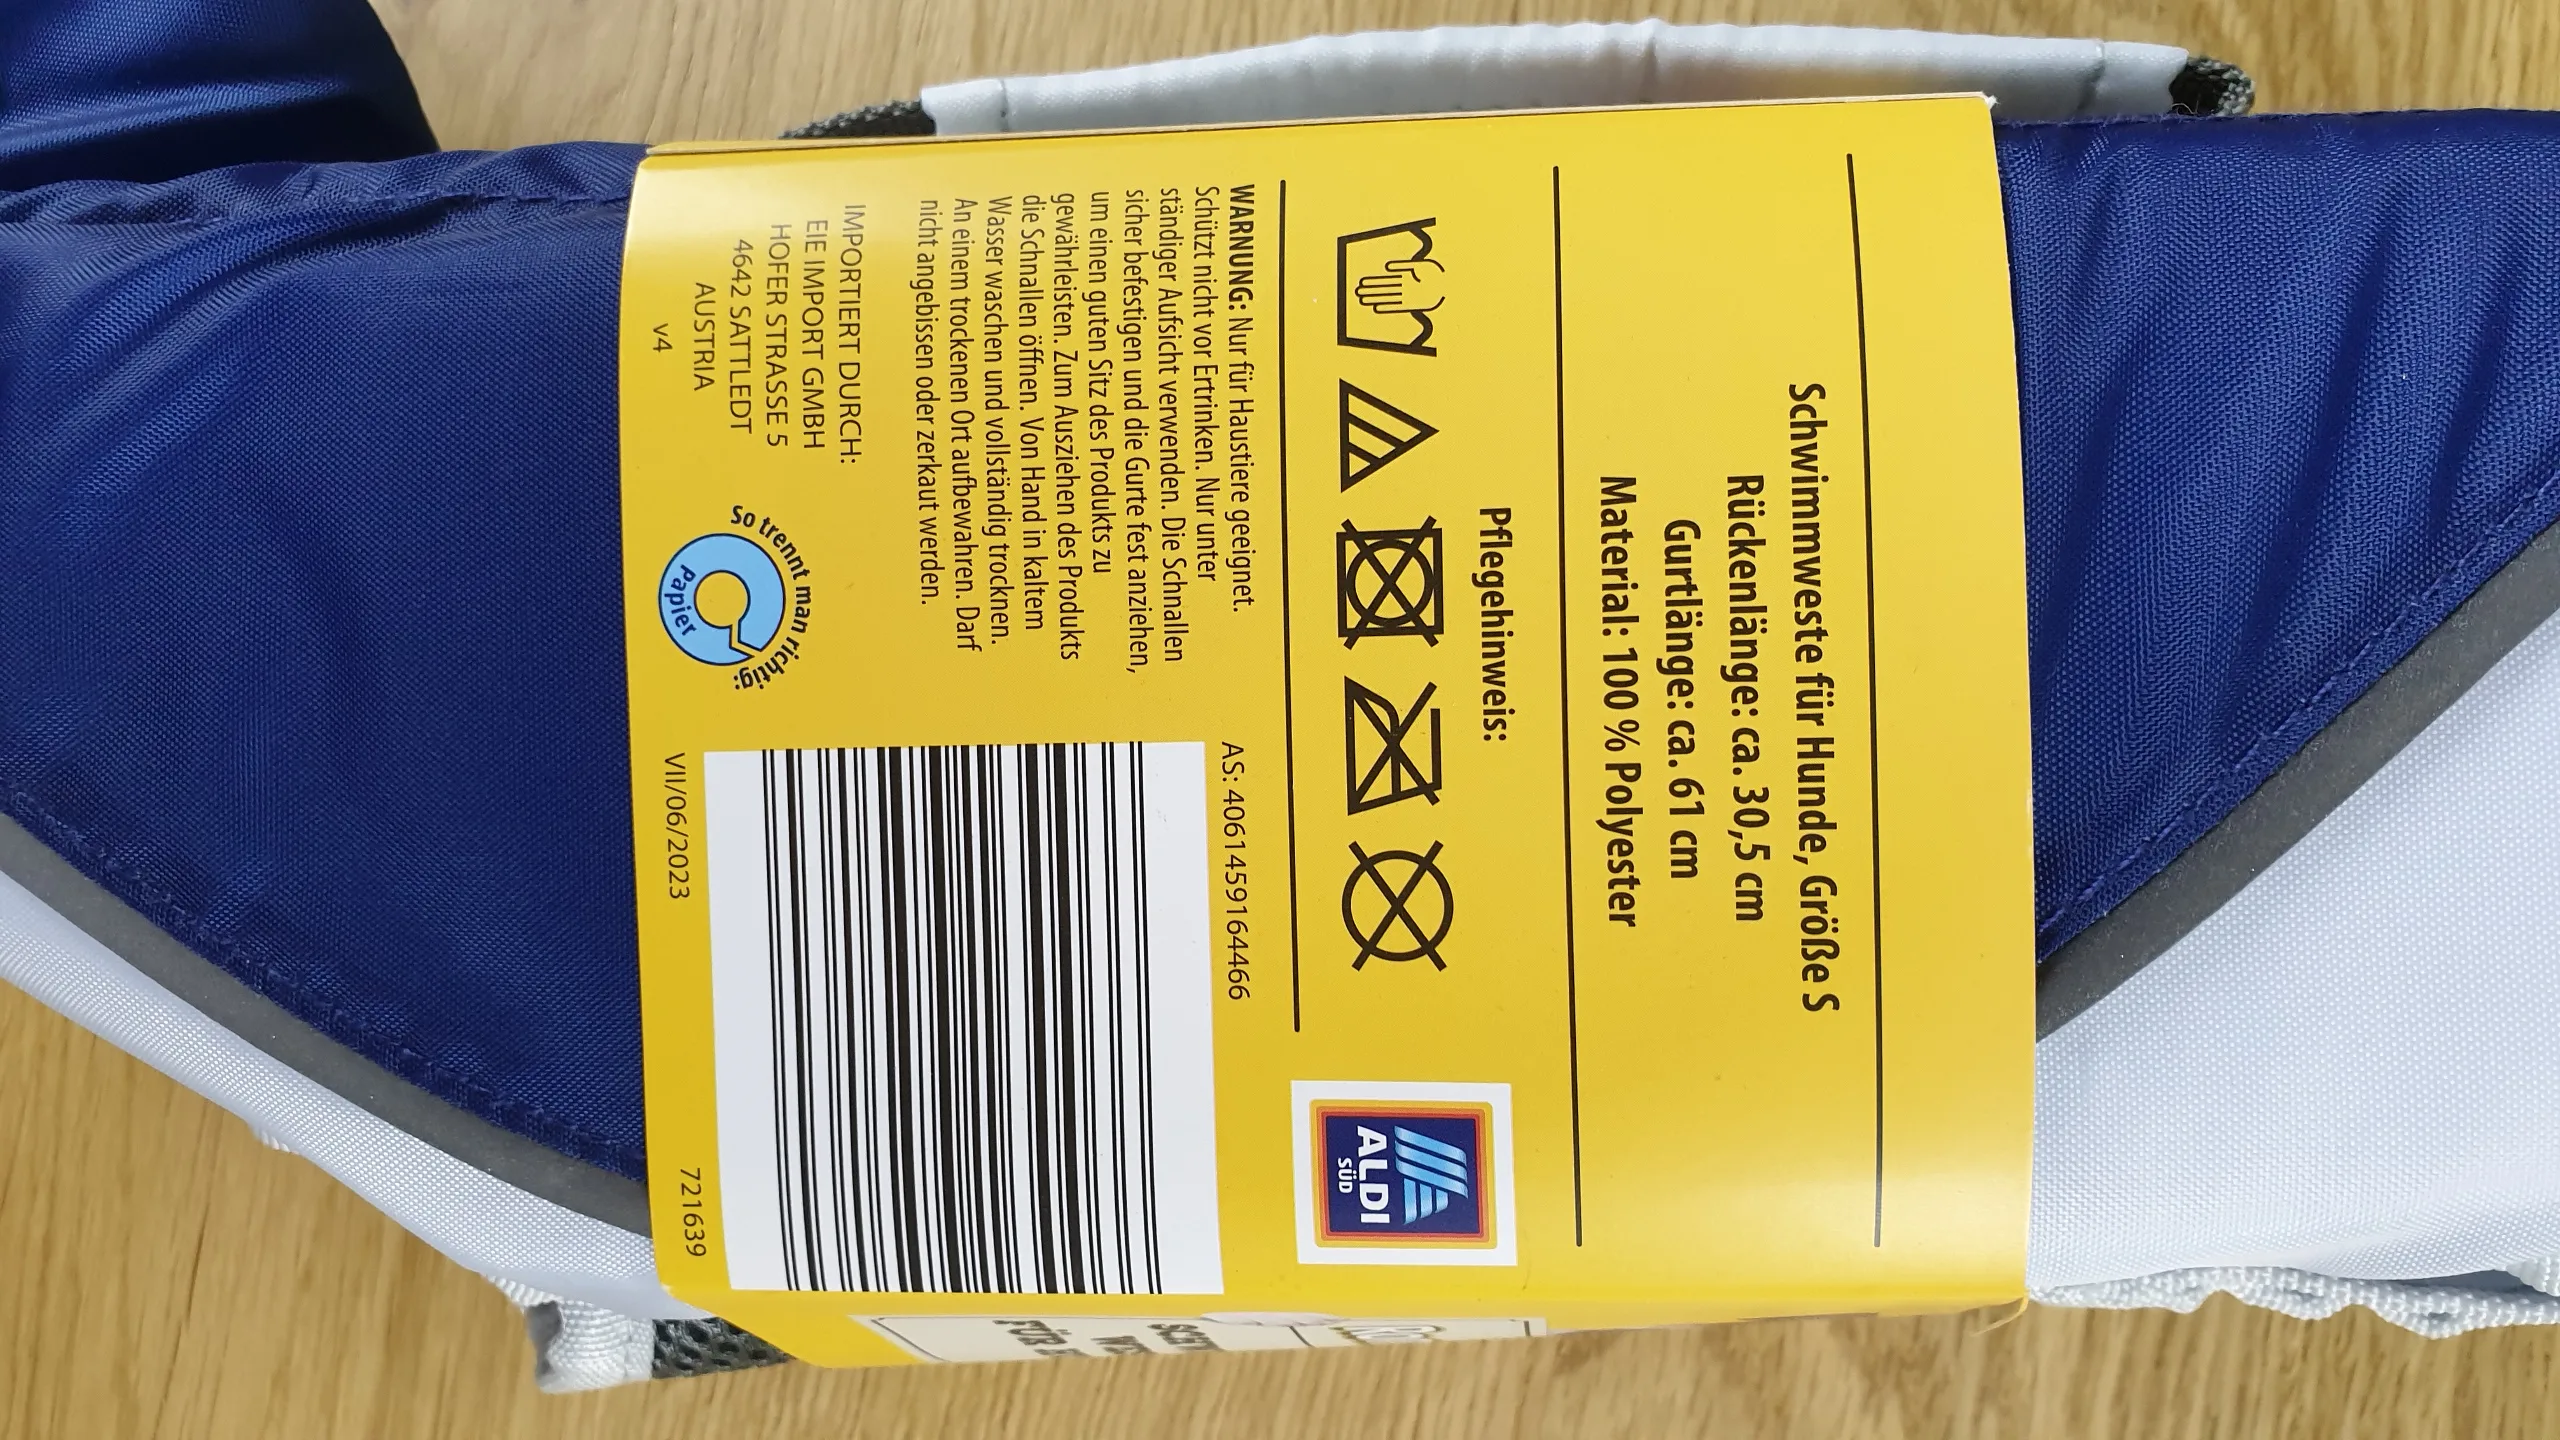 Schwimmweste für Hunde, Größe S
Rückenlänge: ca. 30,5 cm
Gurtlänge: ca. 61 cm
Material: 100 % Polyester
Pflegehinweis:
ALDI
SÜD
WARNUNG: Nur für Haustiere geeignet.
Schützt nicht vor Ertrinken. Nur unter
ständiger Aufsicht verwenden. Die Schnallen
sicher befestigen und die Gurte fest anziehen,
um einen guten Sitz des Produkts zu
gewährleisten. Zum Ausziehen des Produkts
die Schnallen öffnen. Von Hand in kaltem
Wasser waschen und vollständig trocknen.
An einem trockenen Ort aufbewahren. Darf
nicht angebissen oder zerkaut werden.
AS: 4061459164466
IMPORTIERT DURCH:
EIE IMPORT GMBH
HOFER STRASSE 5
4642 SATTLEDT
AUSTRIA
v4
So trennt man richtig:
Papier
VII/06/2023
721639
FÜR